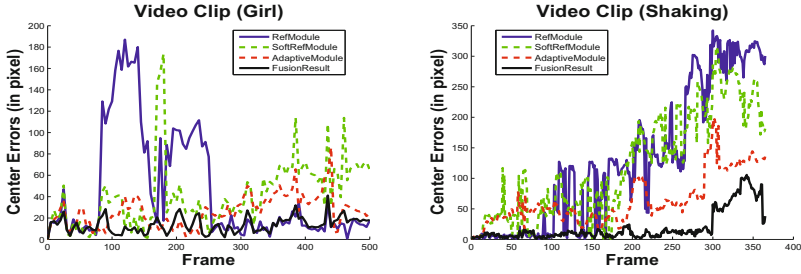 Video Clip (Girl)
Center Errors (in pixel)
200
180
160
140
120
100
80
60
40
20
0
RefModule
SoftRefModule
AdaptiveModule
FusionResult
0 100 200 300 400 500
Frame
Video Clip (Shaking)
Center Errors (in pixel)
350
300
250
200
150
100
50
0
RefModule
SoftRefModule
AdaptiveModule
FusionResult
0 50 100 150 200 250 300 350 400
Frame